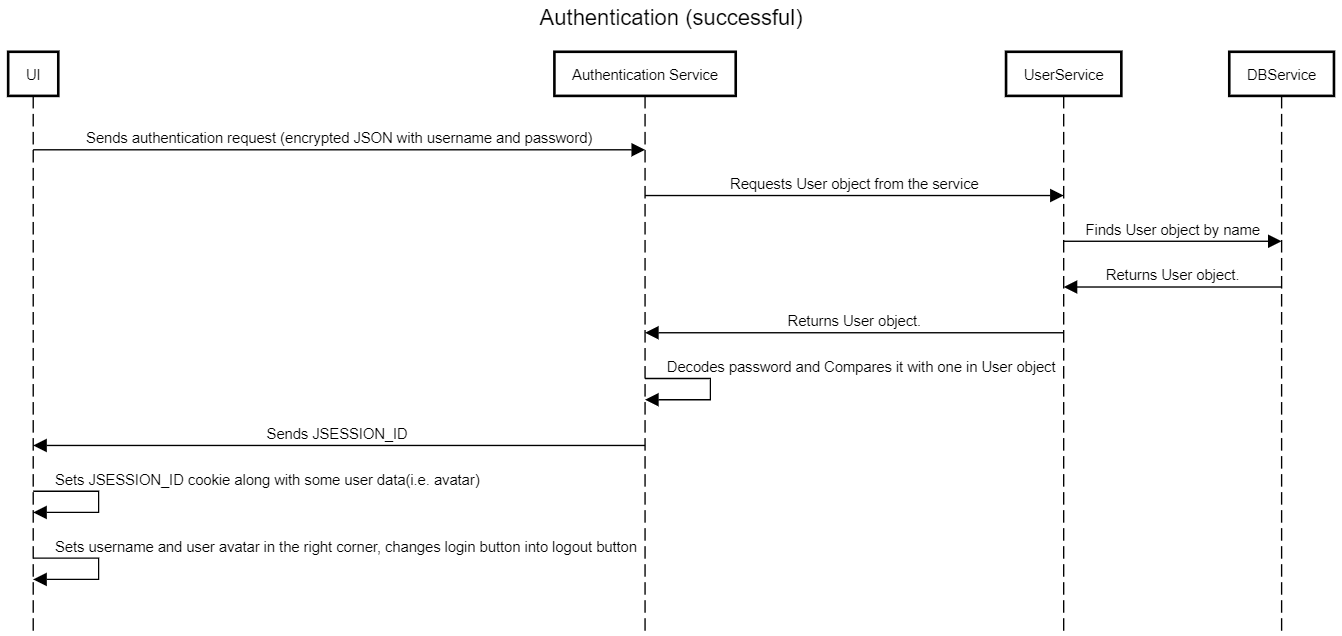 Authentication (successful)
UI
Authentication Service
UserService
DBService
Sends authentication request (encrypted JSON with username and password)
Requests User object from the service
Finds User object by name
Returns User object.
Returns User object.
Decodes password and Compares it with one in User object
Sends JSESSION_ID
Sets JSESSION_ID cookie along with some user data(i.e. avatar)
Sets username and user avatar in the right corner, changes login button into logout button